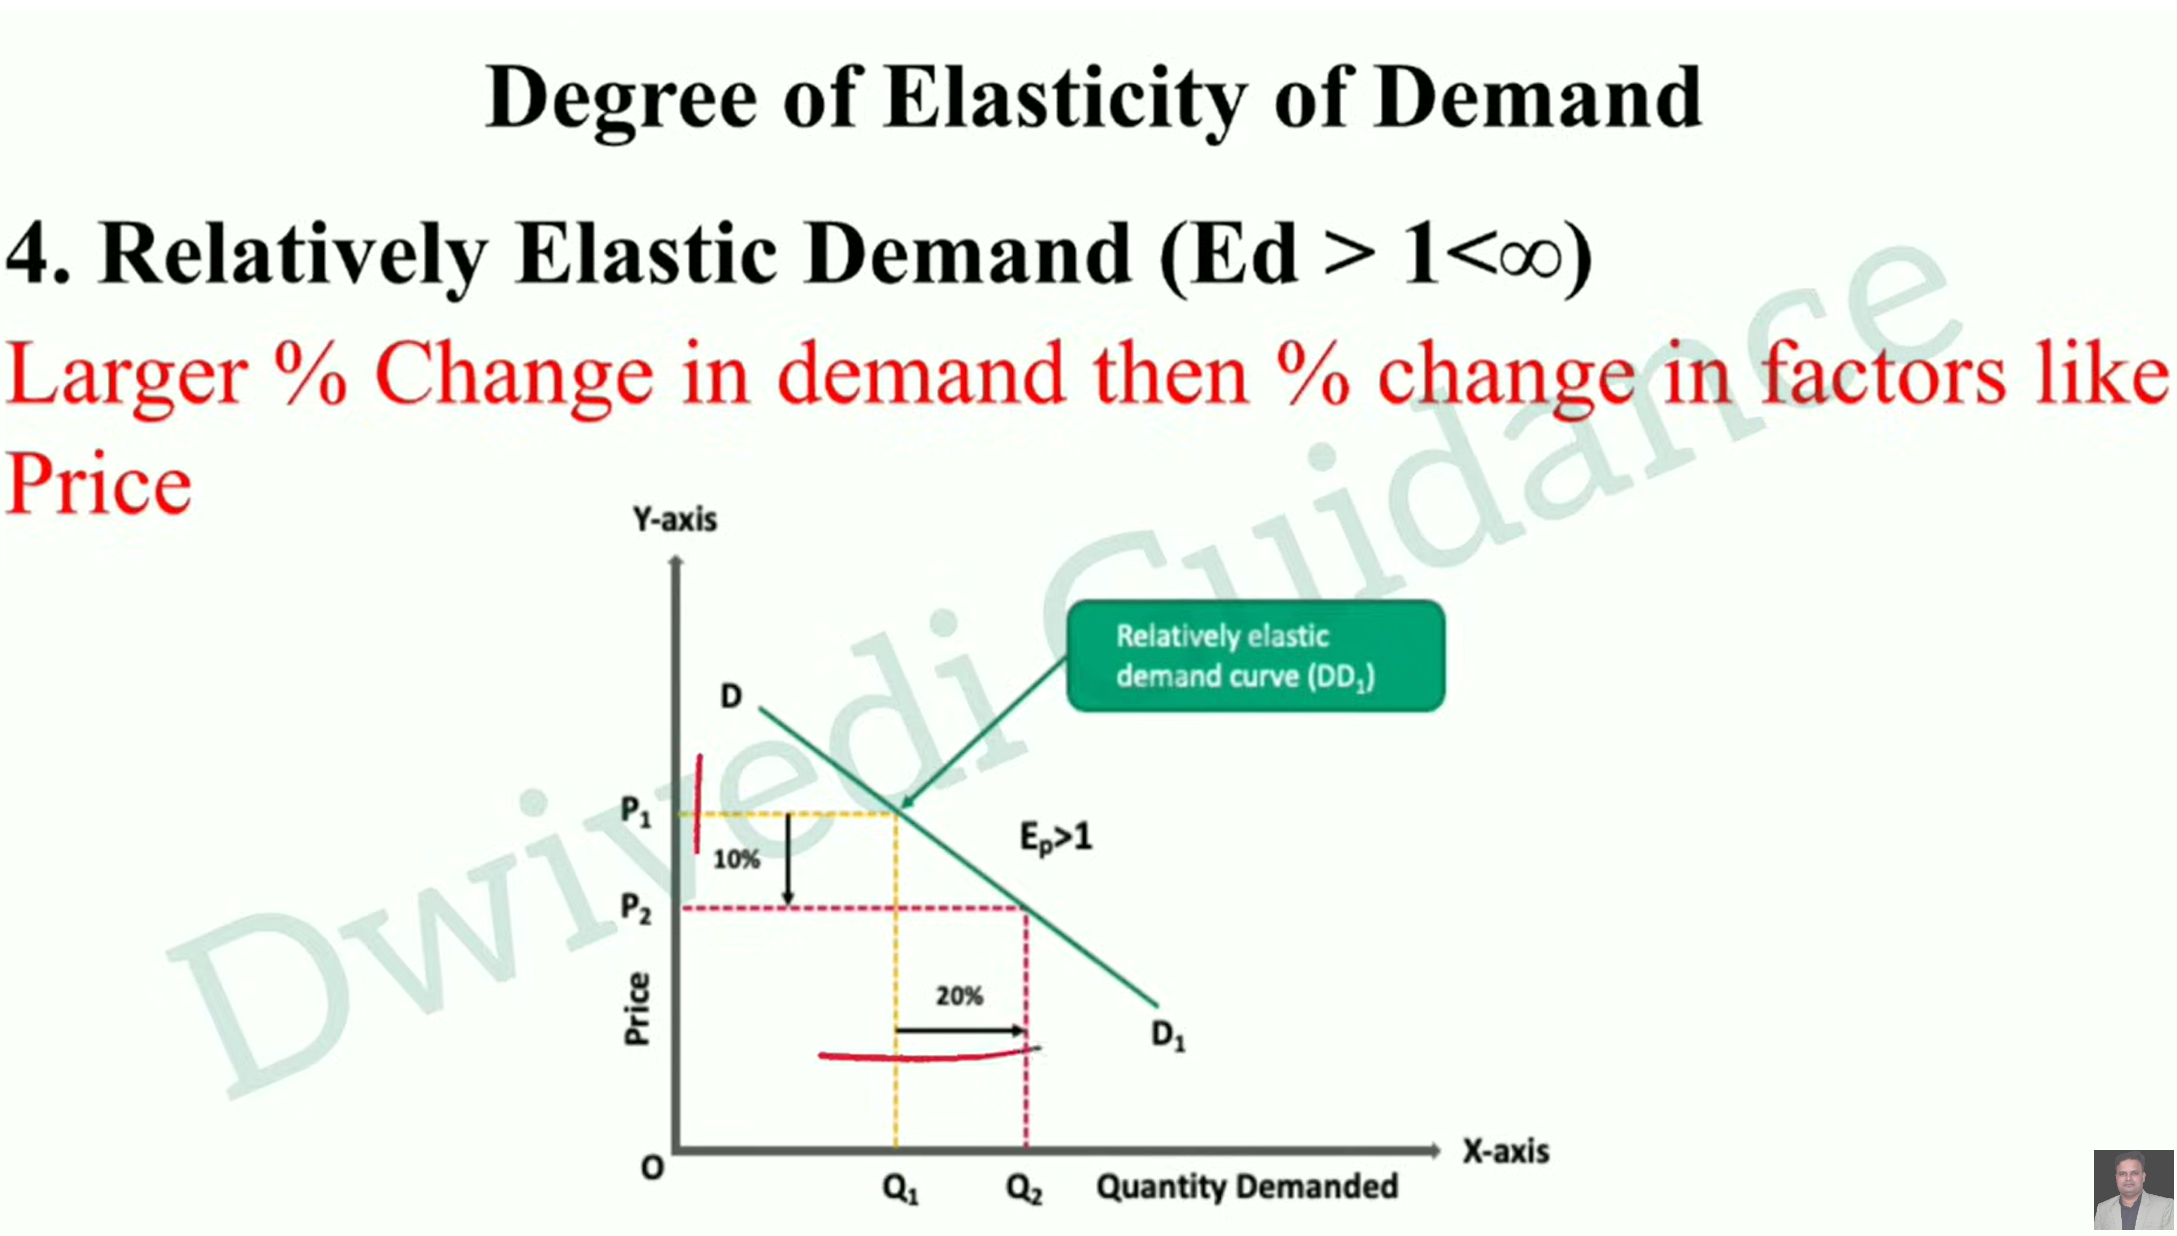 Degree of Elasticity of Demand
4. Relatively Elastic Demand (Ed > 1<∞)
Larger % Change in demand then % change in factors like
Price
Y-axis
Relatively elastic
demand curve (DD₁)
D
P₁
Eₚ>1
10%
P₂
Price
20%
D₁
X-axis
O
Q₁ Q₂ Quantity Demanded
Dwivedi Guidance